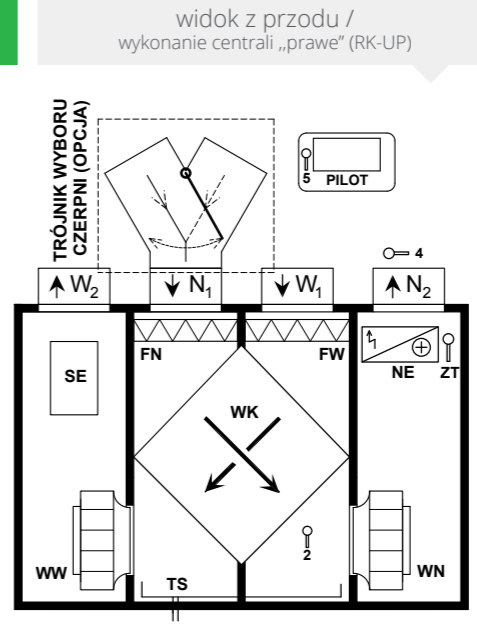 widok z przodu /
wykonanie centrali ,,prawe” (RK-UP)
TRÓJNIK WYBORU
CZERPNI (OPCJA)
5 PILOT
4
W2 N1 W1 N2
FN FW NE ZT
SE
WK
2
WW TS WN